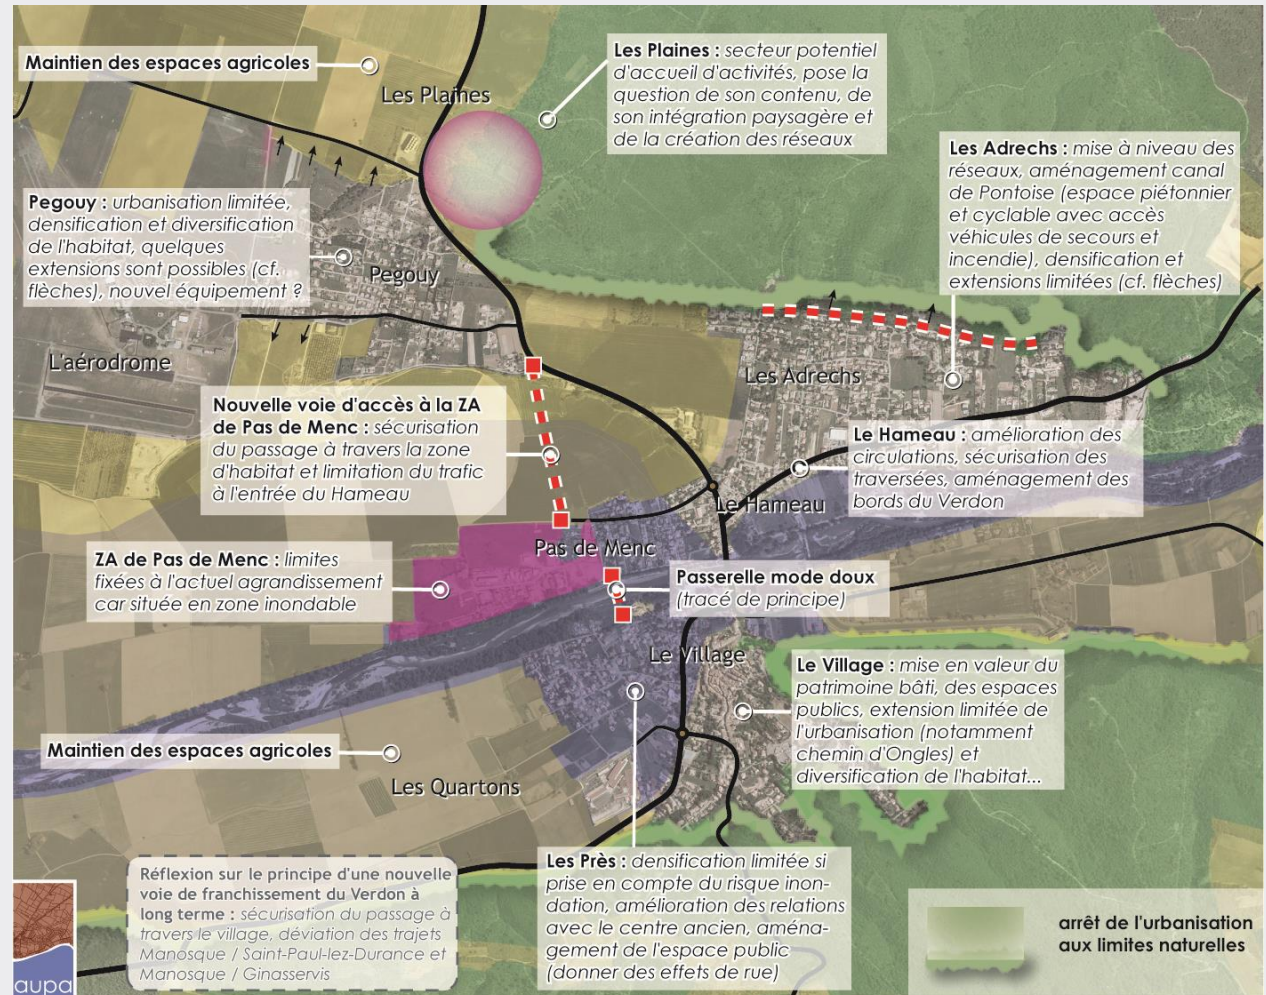 Maintien des espaces agricoles
Les Plaines
Les Plaines : secteur potentiel
d'accueil d'activités, pose la
question de son contenu, de
son intégration paysagère et
de la création des réseaux
Les Adrechs : mise à niveau des
réseaux, aménagement canal
de Pontoise (espace piétonnier
et cyclable avec accès
véhicules de secours et
incendie), densification et
extensions limitées (cf. flèches)
Pegouy : urbanisation limitée,
densification et diversification
de l'habitat, quelques
extensions sont possibles (cf.
flèches), nouvel équipement ?
Pegouy
L'aérodrome
Les Adrechs
Nouvelle voie d'accès à la ZA
de Pas de Menc : sécurisation
du passage à travers la zone
d'habitat et limitation du trafic
à l'entrée du Hameau
Le Hameau : amélioration des
circulations, sécurisation des
traversées, aménagement des
bords du Verdon
Le Hameau
Pas de Menc
ZA de Pas de Menc : limites
fixées à l'actuel agrandissement
car située en zone inondable
Passerelle mode doux
(tracé de principe)
Le Village
Le Village : mise en valeur du
patrimoine bâti, des espaces
publics, extension limitée de
l'urbanisation (notamment
chemin d'Ongles) et
diversification de l'habitat...
Maintien des espaces agricoles
Les Quartons
Réflexion sur le principe d'une nouvelle
voie de franchissement du Verdon à
long terme : sécurisation du passage à
travers le village, déviation des trajets
Manosque / Saint-Paul-lez-Durance et
Manosque / Ginasservis
Les Près : densification limitée si
prise en compte du risque inon-
dation, amélioration des relations
avec le centre ancien, aména-
gement de l'espace public
(donner des effets de rue)
arrêt de l'urbanisation
aux limites naturelles
aupa